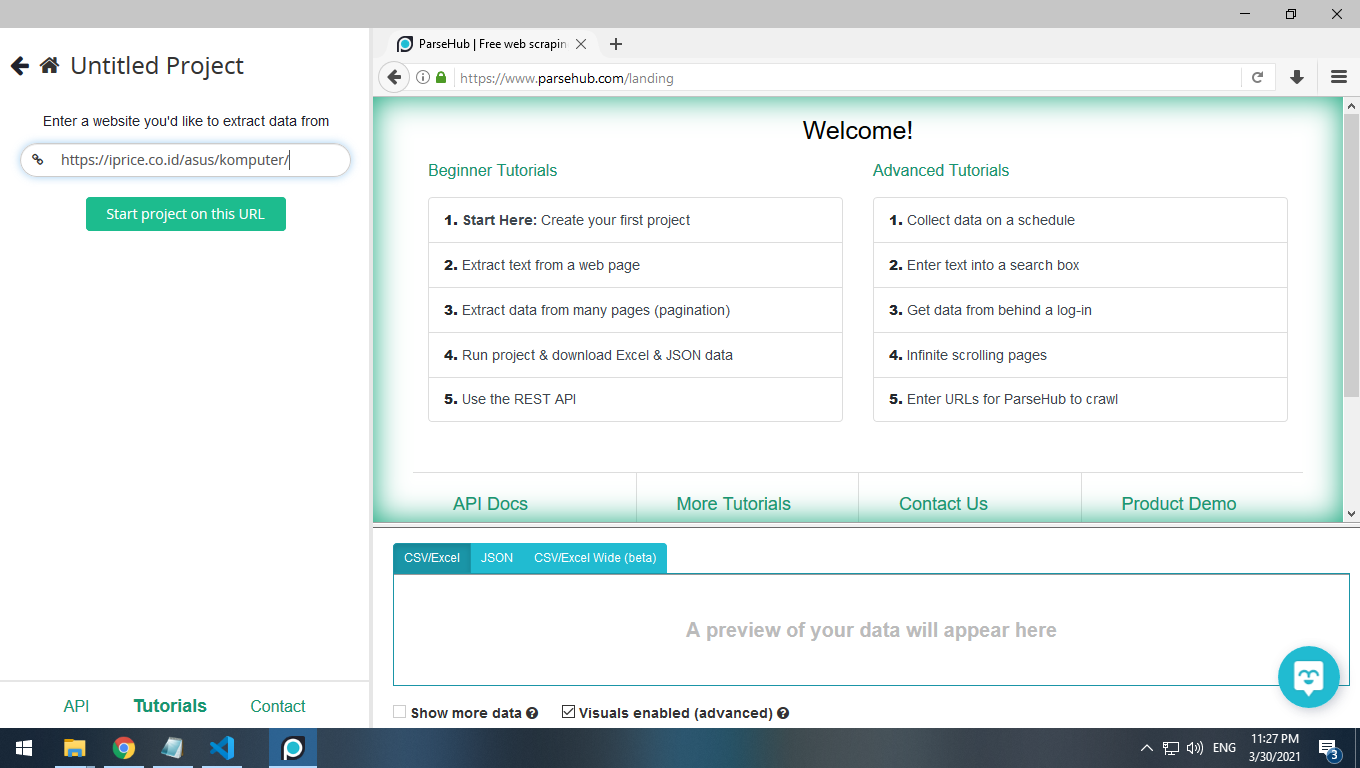 Untitled Project
Enter a website you'd like to extract data from
https://iprice.co.id/asus/komputer/
Start project on this URL
API
Tutorials
Contact
ParseHub | Free web scrapin
https://www.parsehub.com/landing
Welcome!
Beginner Tutorials
1. Start Here: Create your first project
2. Extract text from a web page
3. Extract data from many pages (pagination)
4. Run project & download Excel & JSON data
5. Use the REST API
Advanced Tutorials
1. Collect data on a schedule
2. Enter text into a search box
3. Get data from behind a log-in
4. Infinite scrolling pages
5. Enter URLs for ParseHub to crawl
API Docs
More Tutorials
Contact Us
Product Demo
CSV/Excel
JSON
CSV/Excel Wide (beta)
A preview of your data will appear here
Show more data
Visuals enabled (advanced)
ENG
11:27 PM
3/30/2021
3